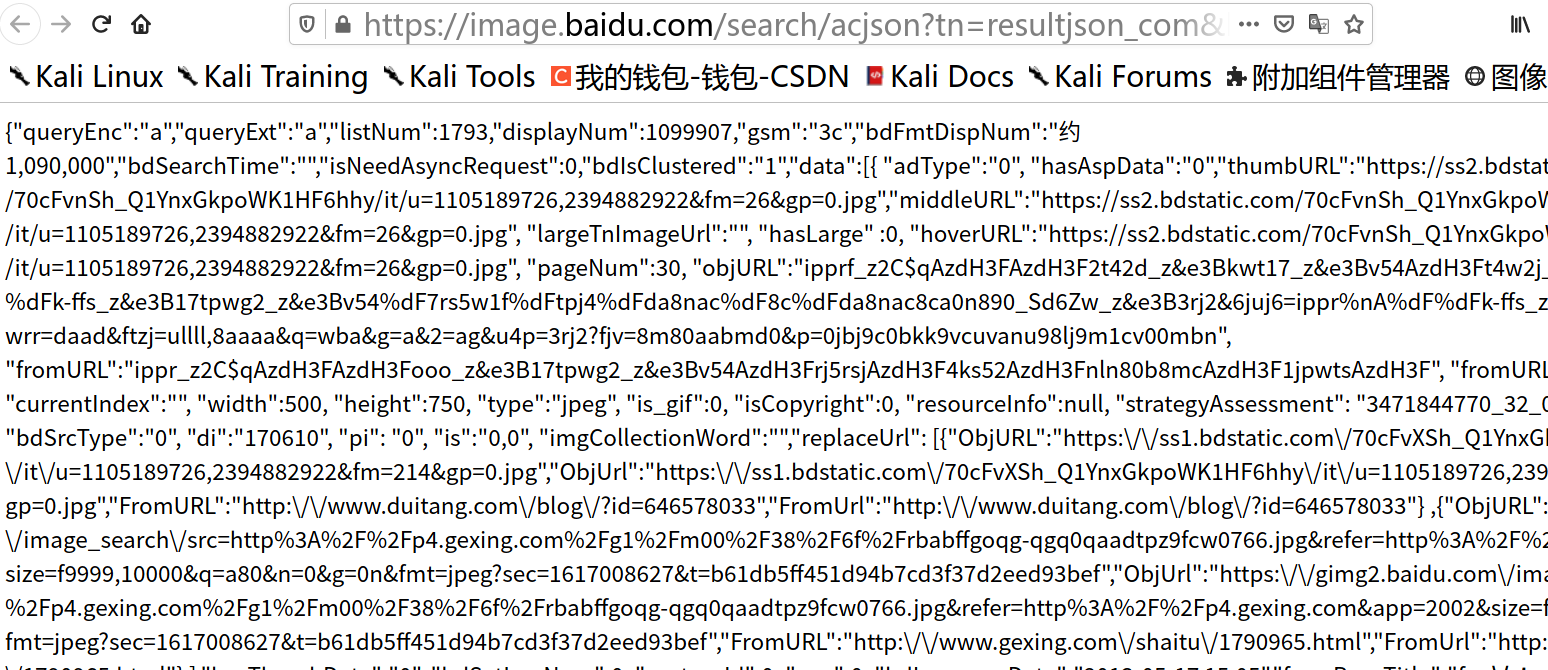 https://image.baidu.com/search/acjson?tn=resultjson_com&
Kali Linux Kali Training Kali Tools 我的钱包-钱包-CSDN Kali Docs Kali Forums 附加组件管理器 图像
{"queryEnc":"a","queryExt":"a","listNum":1793,"displayNum":1099907,"gsm":"3c","bdFmtDispNum":"约
1,090,000","bdSearchTime":"","isNeedAsyncRequest":0,"bdIsClustered":"1","data":[{ "adType":"0", "hasAspData":"0","thumbURL":"https://ss2.bdstat
/70cFvnSh_Q1YnxGkpoWK1HF6hhy/it/u=1105189726,2394882922&fm=26&gp=0.jpg","middleURL":"https://ss2.bdstatic.com/70cFvnSh_Q1YnxGkpoW
/it/u=1105189726,2394882922&fm=26&gp=0.jpg", "largeTnImageUrl":"", "hasLarge" :0, "hoverURL":"https://ss2.bdstatic.com/70cFvnSh_Q1YnxGkpoW
/it/u=1105189726,2394882922&fm=26&gp=0.jpg", "pageNum":30, "objURL":"ipprf_z2C$qAzdH3FAzdH3F2t42d_z&e3Bkwt17_z&e3Bv54AzdH3Ft4w2j_
%dFk-ffs_z&e3B17tpwg2_z&e3Bv54%dF7rs5w1f%dFtpj4%dFda8nac%dF8c%dFda8nac8ca0n890_Sd6Zw_z&e3B3rj2&6juj6=ippr%nA%dF%dFk-ffs_z
wrr=daad&ftzj=ullll,8aaaa&q=wba&g=a&2=ag&u4p=3rj2?fjv=8m80aabmd0&p=0jbj9c0bkk9vcuvanu98lj9m1cv00mbn",
"fromURL":"ippr_z2C$qAzdH3FAzdH3Fooo_z&e3B17tpwg2_z&e3Bv54AzdH3Frj5rsjAzdH3F4ks52AzdH3Fnln80b8mcAzdH3F1jpwtsAzdH3F", "fromURL
"currentIndex":"", "width":500, "height":750, "type":"jpeg", "is_gif":0, "isCopyright":0, "resourceInfo":null, "strategyAssessment": "3471844770_32_0
"bdSrcType":"0", "di":"170610", "pi": "0", "is":"0,0", "imgCollectionWord":"","replaceUrl": [{"ObjURL":"https:\/\/ss1.bdstatic.com\/70cFvXSh_Q1YnxGk
\/it\/u=1105189726,2394882922&fm=214&gp=0.jpg","ObjUrl":"https:\/\/ss1.bdstatic.com\/70cFvXSh_Q1YnxGkpoWK1HF6hhy\/it\/u=1105189726,239
gp=0.jpg","FromURL":"http:\/\/www.duitang.com\/blog\/?id=646578033","FromUrl":"http:\/\/www.duitang.com\/blog\/?id=646578033"} ,{"ObjURL":
\/image_search\/src=http%3A%2F%2Fp4.gexing.com%2Fg1%2Fm00%2F38%2F6f%2Frbabffgoqg-qgq0qaadtpz9fcw0766.jpg&refer=http%3A%2F%2
size=f9999,10000&q=a80&n=0&g=0n&fmt=jpeg?sec=1617008627&t=b61db5ff451d94b7cd3f37d2eed93bef","ObjUrl":"https:\/\/gimg2.baidu.com\/ima
%2Fp4.gexing.com%2Fg1%2Fm00%2F38%2F6f%2Frbabffgoqg-qgq0qaadtpz9fcw0766.jpg&refer=http%3A%2F%2Fp4.gexing.com&app=2002&size=f
fmt=jpeg?sec=1617008627&t=b61db5ff451d94b7cd3f37d2eed93bef","FromURL":"http:\/\/www.gexing.com\/shaitu\/1790965.html","FromUrl":"http: